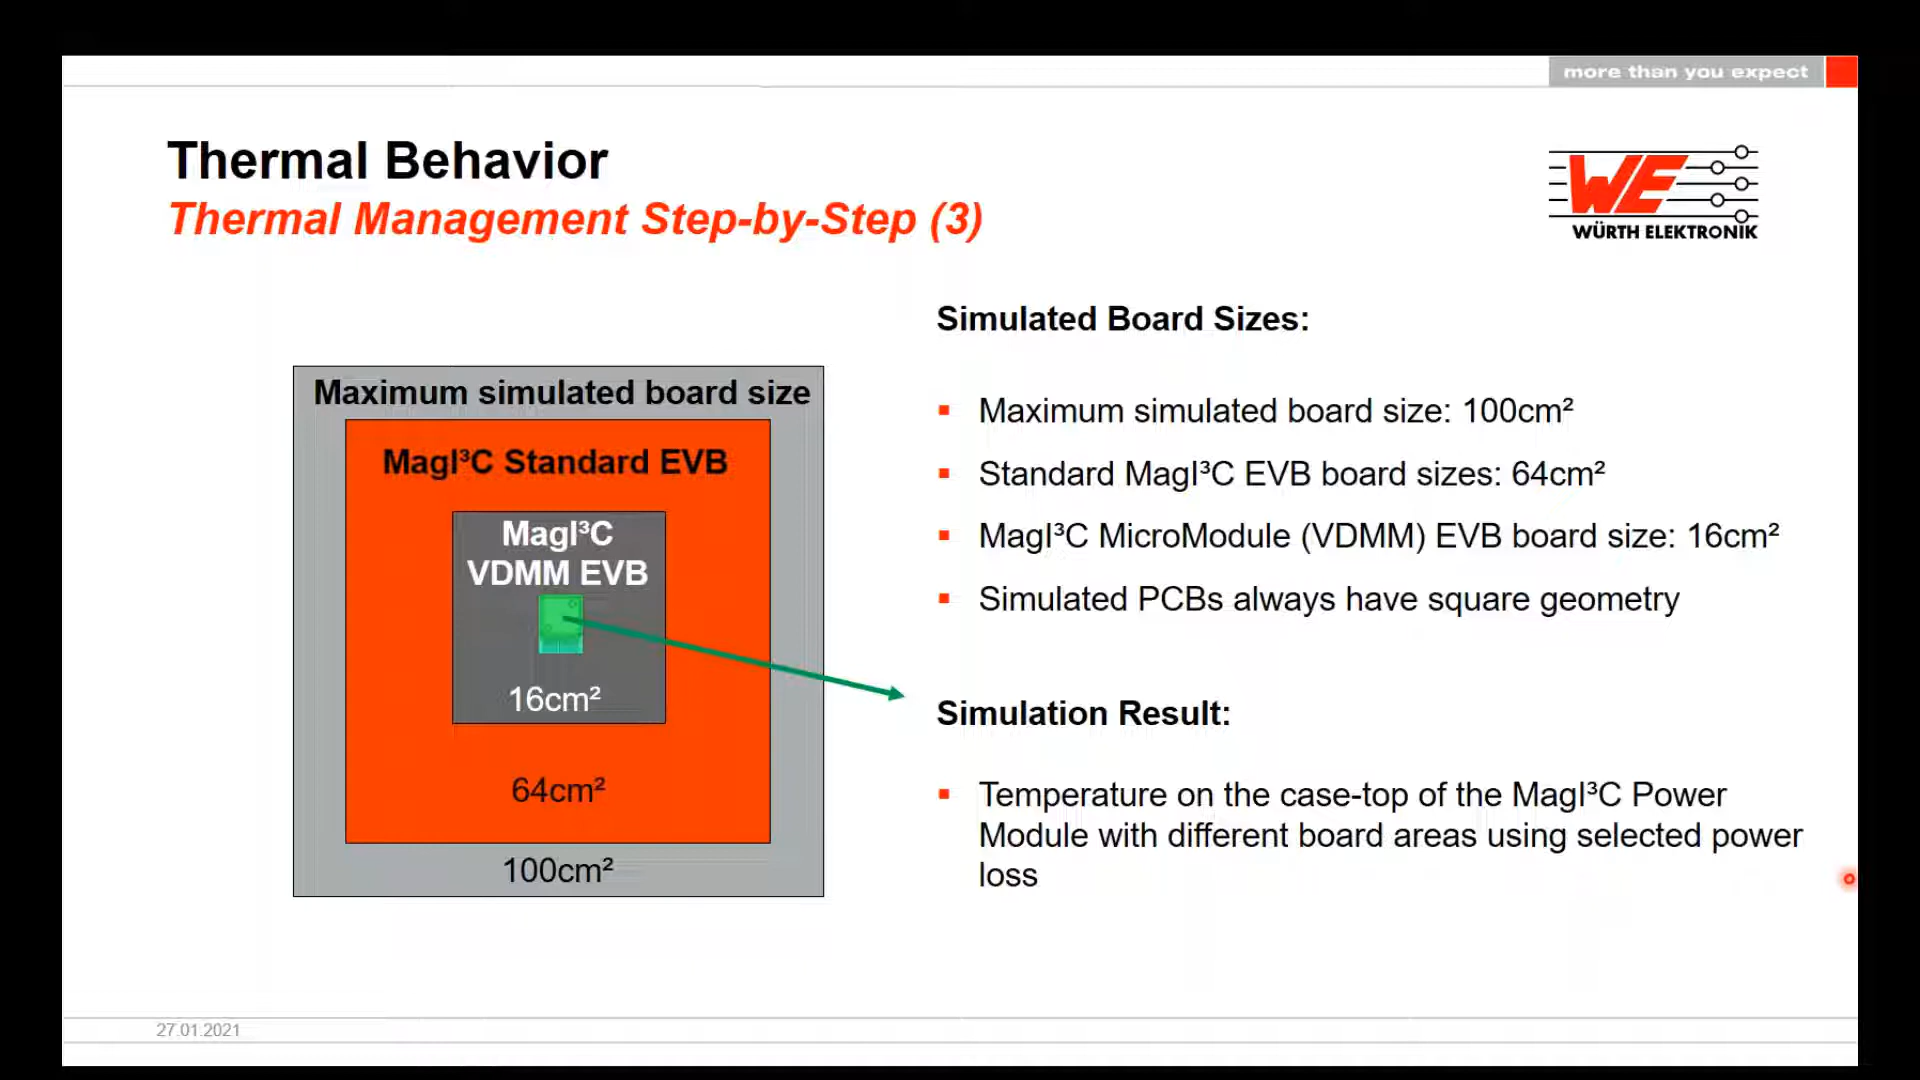 more than you expect
Thermal Behavior
Thermal Management Step-by-Step (3)
WE
WÜRTH ELEKTRONIK
Maximum simulated board size
MagI³C Standard EVB
MagI³C
VDMM EVB
16cm²
64cm²
100cm²
Simulated Board Sizes:
▪ Maximum simulated board size: 100cm²
▪ Standard MagI³C EVB board sizes: 64cm²
▪ MagI³C MicroModule (VDMM) EVB board size: 16cm²
▪ Simulated PCBs always have square geometry
Simulation Result:
▪ Temperature on the case-top of the MagI³C Power
Module with different board areas using selected power
loss
27.01.2021